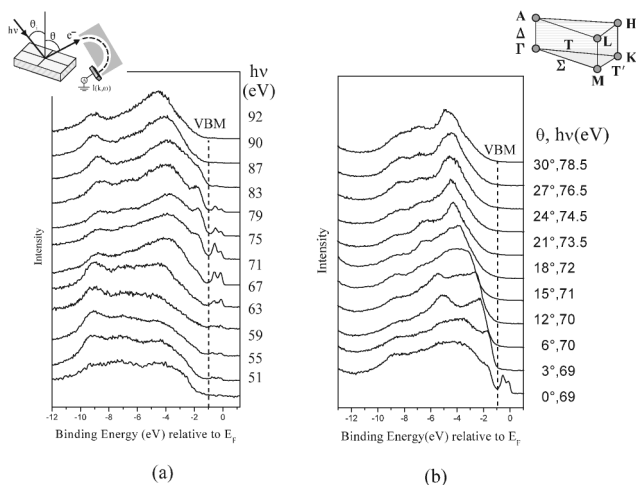 hν
θi
θ
e−
I(k,ω)
hν
(eV)
VBM
92
90
87
83
79
75
71
67
63
59
55
51
Intensity
-12 -10 -8 -6 -4 -2 0
Binding Energy (eV) relative to EF
(a)
A
H
Δ
L
Γ
T
K
Σ
T′
M
θ, hν(eV)
VBM
30°,78.5
27°,76.5
24°,74.5
21°,73.5
18°,72
15°,71
12°,70
6°,70
3°,69
0°,69
Intensity
-12 -10 -8 -6 -4 -2 0
Binding Energy(eV) relative to EF
(b)